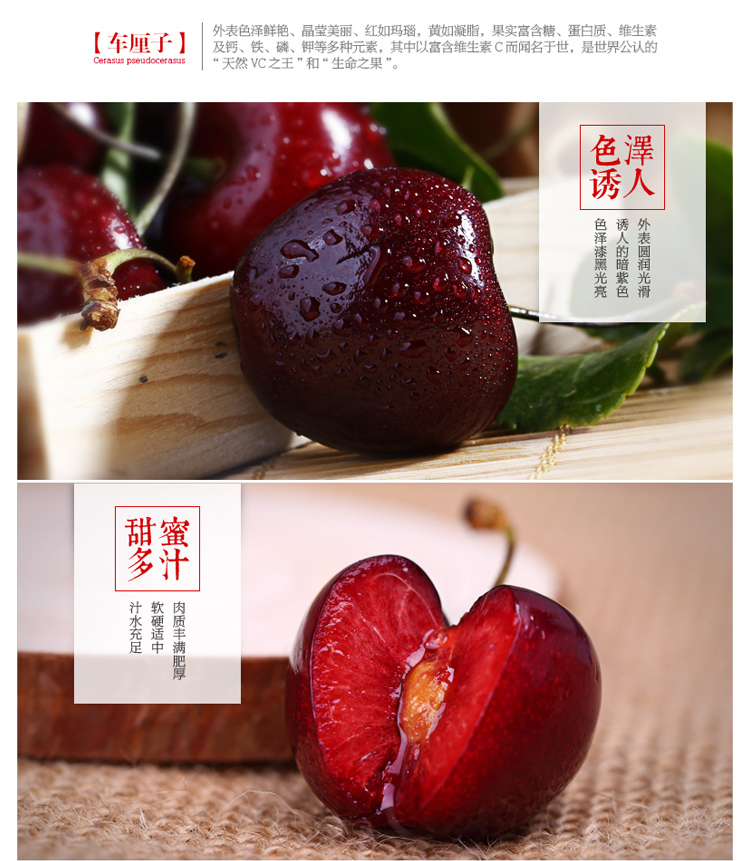 【车厘子】
Cerasus pseudocerasus
外表色泽鲜艳、晶莹美丽、红如玛瑙，黄如凝脂，果实富含糖、蛋白质、维生素
及钙、铁、磷、钾等多种元素，其中以富含维生素C而闻名于世，是世界公认的
“天然VC之王”和“生命之果”。
色澤
诱人
外表圆润光滑
诱人的暗紫色
色泽漆黑光亮
甜蜜
多汁
肉质丰满肥厚
软硬适中
汁水充足